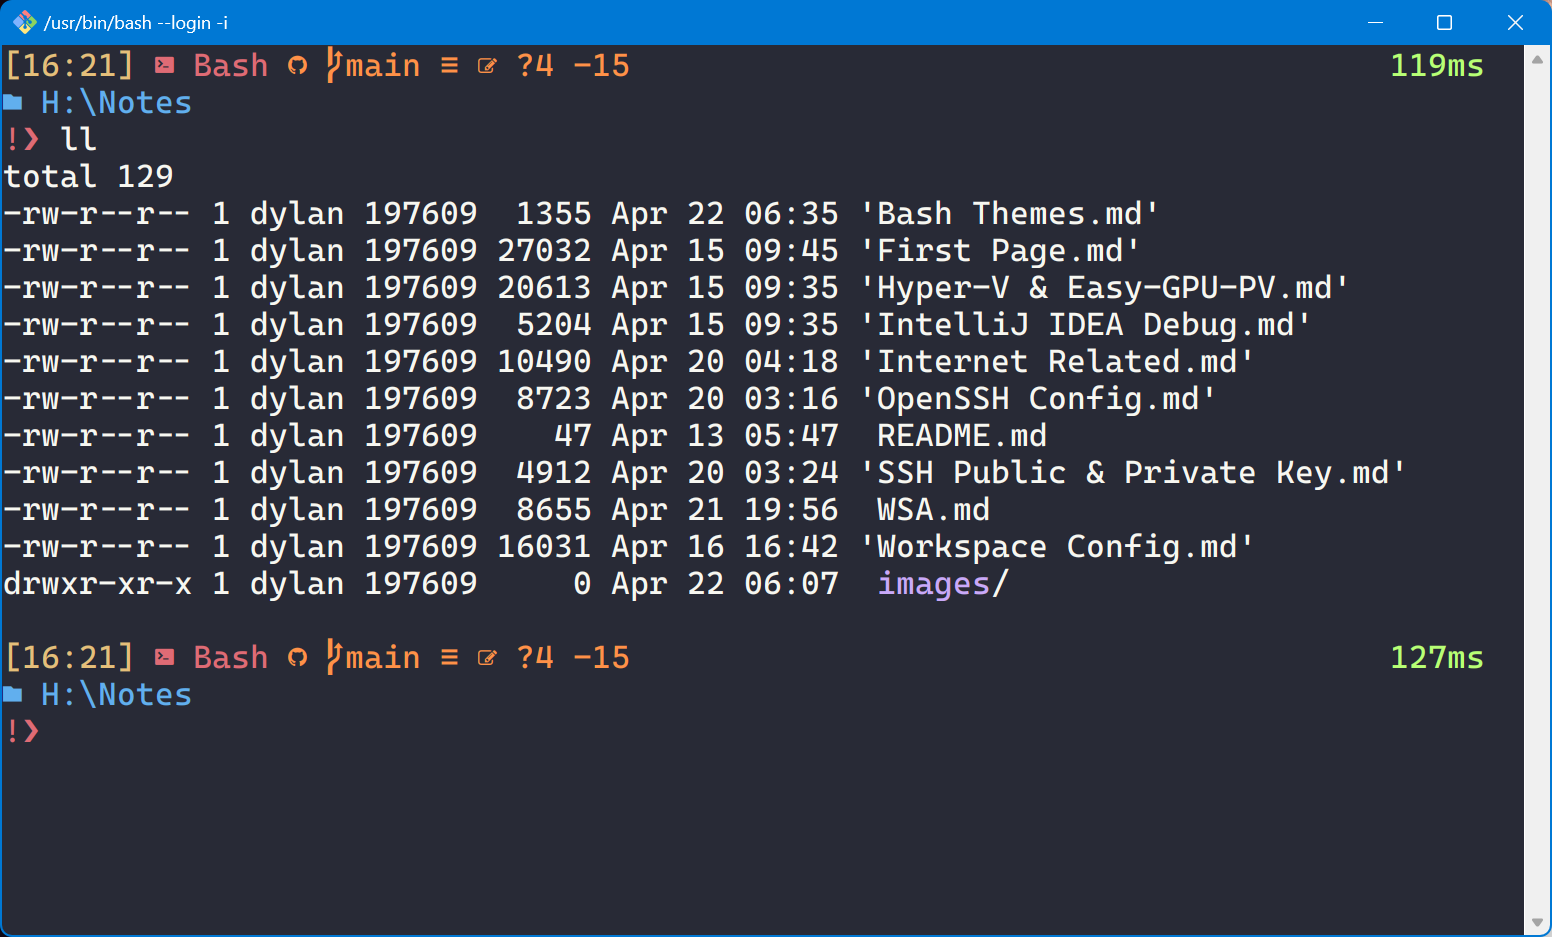 /usr/bin/bash --login -i
[16:21] Bash main ≡ ?4 -15 119ms
H:\Notes
!❯ ll
total 129
-rw-r--r-- 1 dylan 197609  1355 Apr 22 06:35 'Bash Themes.md'
-rw-r--r-- 1 dylan 197609 27032 Apr 15 09:45 'First Page.md'
-rw-r--r-- 1 dylan 197609 20613 Apr 15 09:35 'Hyper-V & Easy-GPU-PV.md'
-rw-r--r-- 1 dylan 197609  5204 Apr 15 09:35 'IntelliJ IDEA Debug.md'
-rw-r--r-- 1 dylan 197609 10490 Apr 20 04:18 'Internet Related.md'
-rw-r--r-- 1 dylan 197609  8723 Apr 20 03:16 'OpenSSH Config.md'
-rw-r--r-- 1 dylan 197609    47 Apr 13 05:47  README.md
-rw-r--r-- 1 dylan 197609  4912 Apr 20 03:24 'SSH Public & Private Key.md'
-rw-r--r-- 1 dylan 197609  8655 Apr 21 19:56  WSA.md
-rw-r--r-- 1 dylan 197609 16031 Apr 16 16:42 'Workspace Config.md'
drwxr-xr-x 1 dylan 197609     0 Apr 22 06:07  images/
[16:21] Bash main ≡ ?4 -15 127ms
H:\Notes
!❯